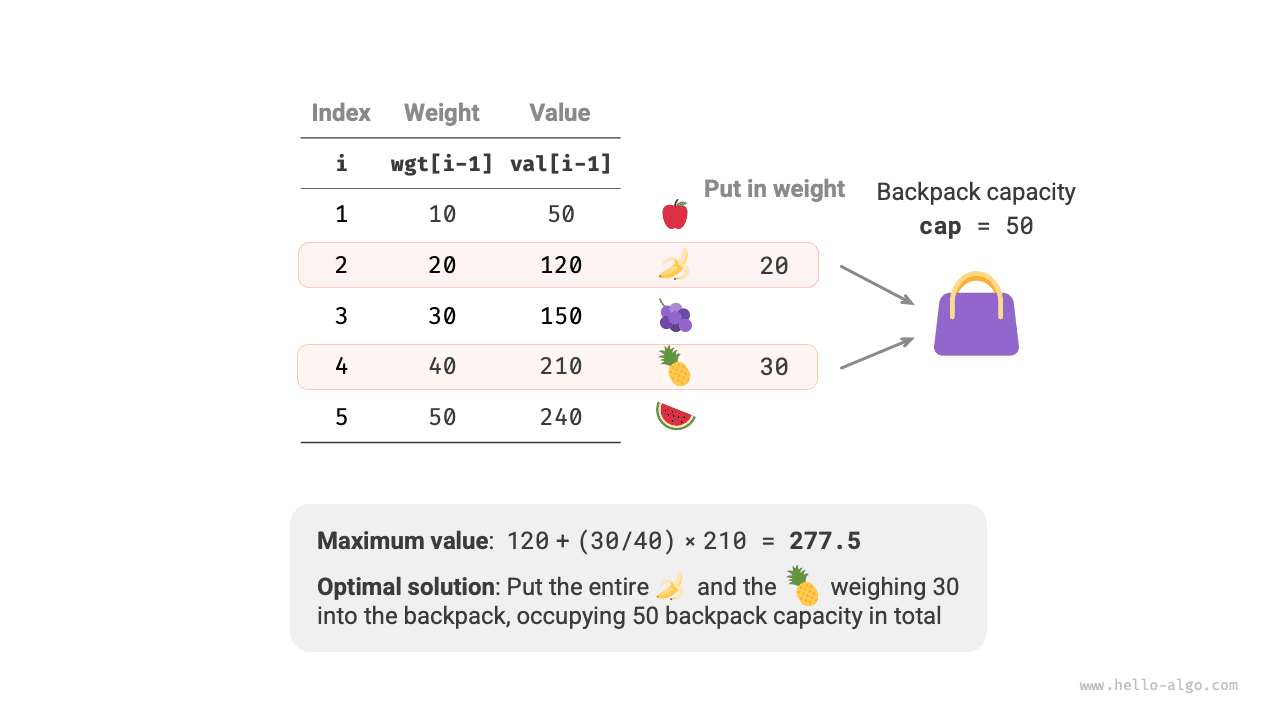 Index Weight Value
i wgt[i-1] val[i-1]
Put in weight
Backpack capacity
cap = 50
1 10 50
2 20 120 20
3 30 150
4 40 210 30
5 50 240
Maximum value: 120 + (30/40) × 210 = 277.5
Optimal solution: Put the entire and the weighing 30
into the backpack, occupying 50 backpack capacity in total
www.hello-algo.com